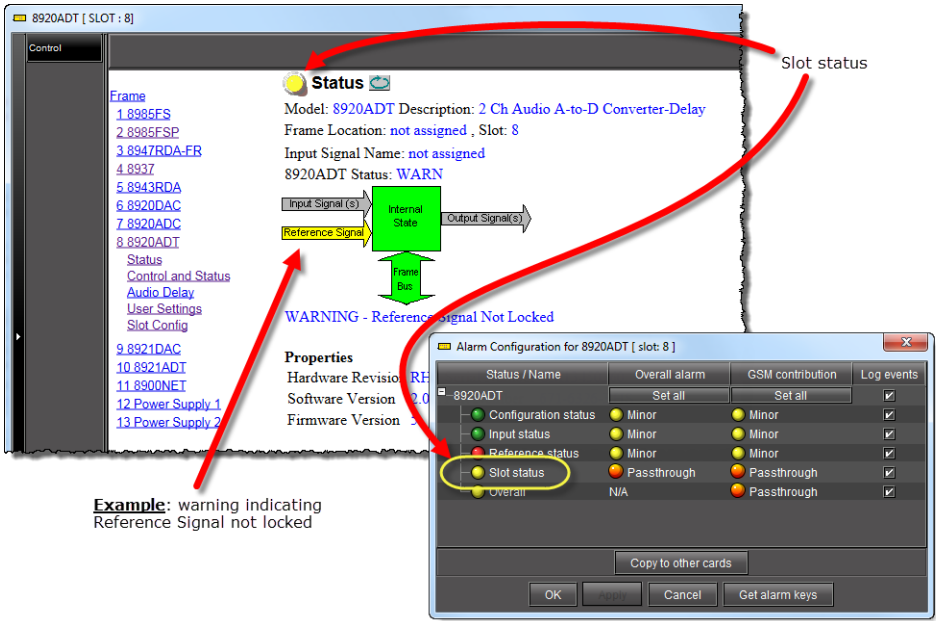 8920ADT [ SLOT : 8]
Control
Slot status
Status
Frame
1 8985FS
2 8985FSP
3 8947RDA-FR
4 8937
5 8943RDA
6 8920DAC
7 8920ADC
8 8920ADT
Status
Control and Status
Audio Delay
User Settings
Slot Config
9 8921DAC
10 8921ADT
11 8900NET
12 Power Supply 1
13 Power Supply 2
Model: 8920ADT Description: 2 Ch Audio A-to-D Converter-Delay
Frame Location: not assigned , Slot: 8
Input Signal Name: not assigned
8920ADT Status: WARN
Input Signal (s)
Reference Signal
Internal
State
Output Signal(s)
Frame
Bus
WARNING - Reference Signal Not Locked
Properties
Hardware Revision RH
Software Version 2.0
Firmware Version
Alarm Configuration for 8920ADT [ slot: 8 ]
Status / Name Overall alarm GSM contribution Log events
8920ADT Set all Set all
Configuration status Minor Minor
Input status Minor Minor
Reference status Minor Minor
Slot status Passthrough Passthrough
Overall N/A Passthrough
Copy to other cards
OK Apply Cancel Get alarm keys
Example: warning indicating
Reference Signal not locked